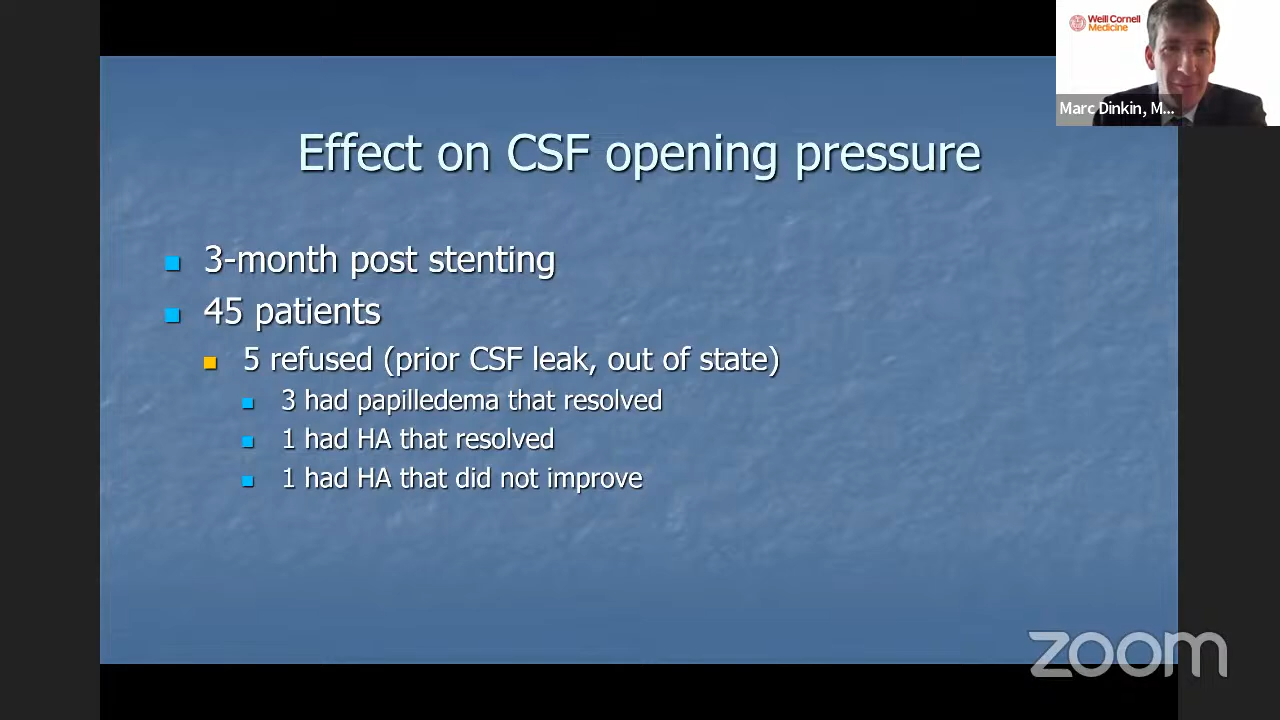 Weill Cornell
Medicine
Marc Dinkin, M...
Effect on CSF opening pressure
3-month post stenting
45 patients
5 refused (prior CSF leak, out of state)
3 had papilledema that resolved
1 had HA that resolved
1 had HA that did not improve
zoom